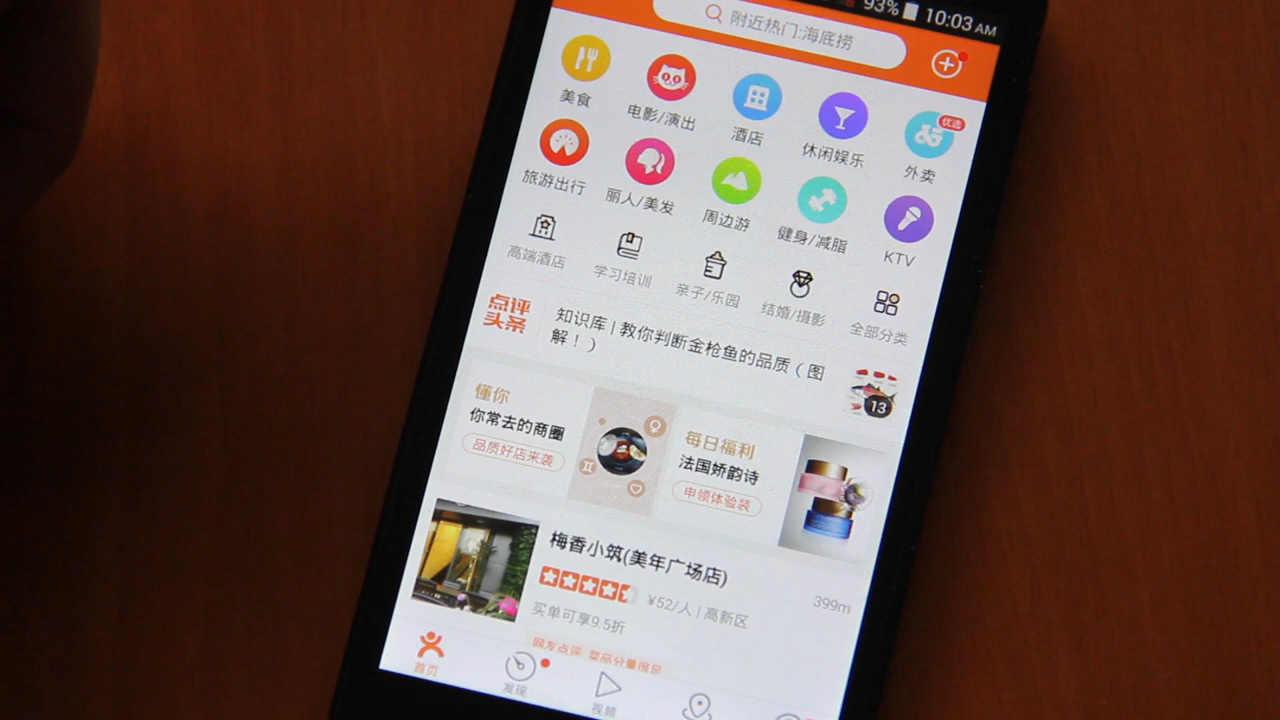 93% 10:03 AM
附近热门:海底捞
美食
电影/演出
酒店
休闲娱乐
外卖
优选
旅游出行
丽人/美发
周边游
健身/减脂
KTV
高端酒店
学习培训
亲子/乐园
结婚/摄影
全部分类
点评
头条
知识库 | 教你判断金枪鱼的品质（图
解！）
13
懂你
你常去的商圈
品质好店来袭
每日福利
法国娇韵诗
申领体验装
梅香小筑(美年广场店)
¥52/人 | 高新区
399m
买单可享9.5折
网友点评: 菜品分量很足
首页
发现
视频